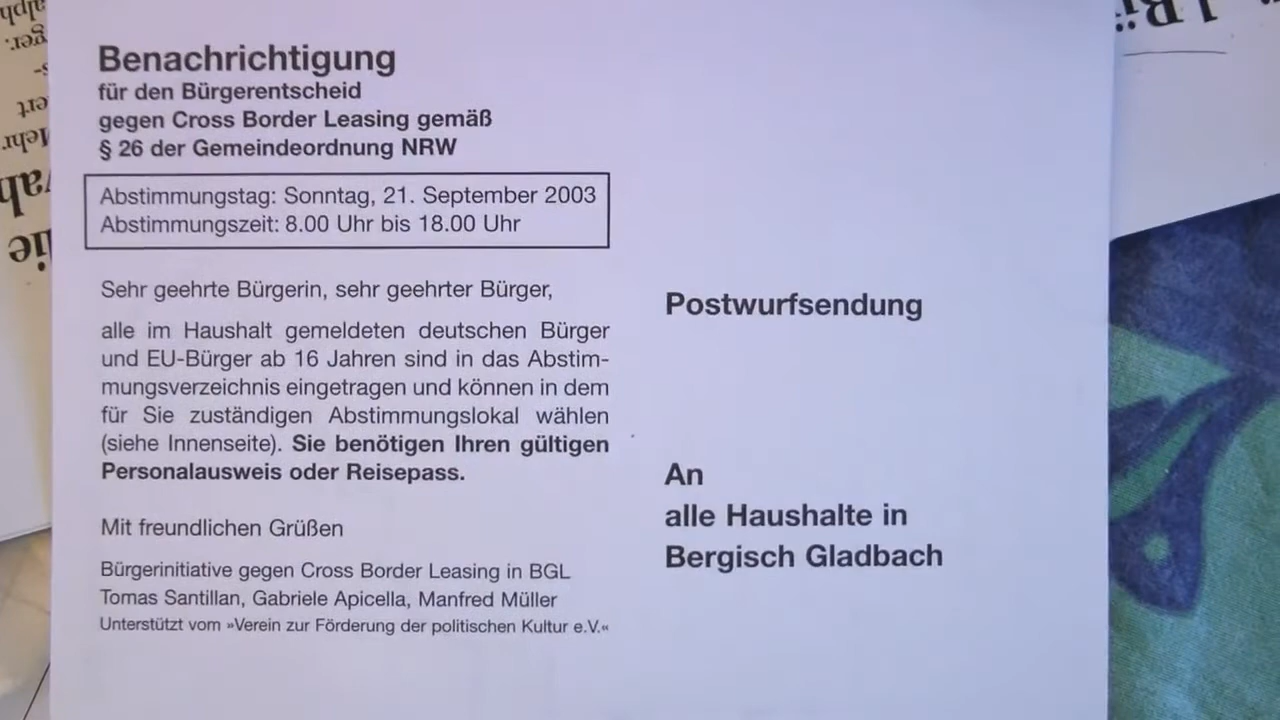 Benachrichtigung
für den Bürgerentscheid
gegen Cross Border Leasing gemäß
§ 26 der Gemeindeordnung NRW
Abstimmungstag: Sonntag, 21. September 2003
Abstimmungszeit: 8.00 Uhr bis 18.00 Uhr
Sehr geehrte Bürgerin, sehr geehrter Bürger,
alle im Haushalt gemeldeten deutschen Bürger
und EU-Bürger ab 16 Jahren sind in das Abstim-
mungsverzeichnis eingetragen und können in dem
für Sie zuständigen Abstimmungslokal wählen
(siehe Innenseite). Sie benötigen Ihren gültigen
Personalausweis oder Reisepass.
Mit freundlichen Grüßen
Bürgerinitiative gegen Cross Border Leasing in BGL
Tomas Santillan, Gabriele Apicella, Manfred Müller
Unterstützt vom »Verein zur Förderung der politischen Kultur e.V.«
Postwurfsendung
An
alle Haushalte in
Bergisch Gladbach